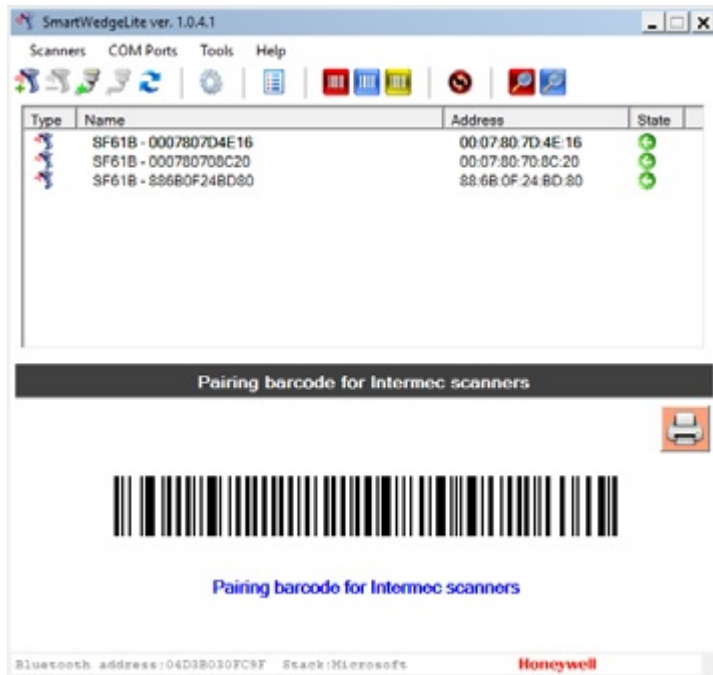 SmartWedgeLite ver. 1.0.4.1
Scanners COM Ports Tools Help
Type Name Address State
SF61B - 0007807D4E16 00:07:80:7D:4E:16
SF61B - 000780708C20 00:07:80:70:8C:20
SF61B - 886B0F24BD80 88:6B:0F:24:BD:80
Pairing barcode for Intermec scanners
Pairing barcode for Intermec scanners
Bluetooth address:04D3B030FC9F Stack:Microsoft Honeywell